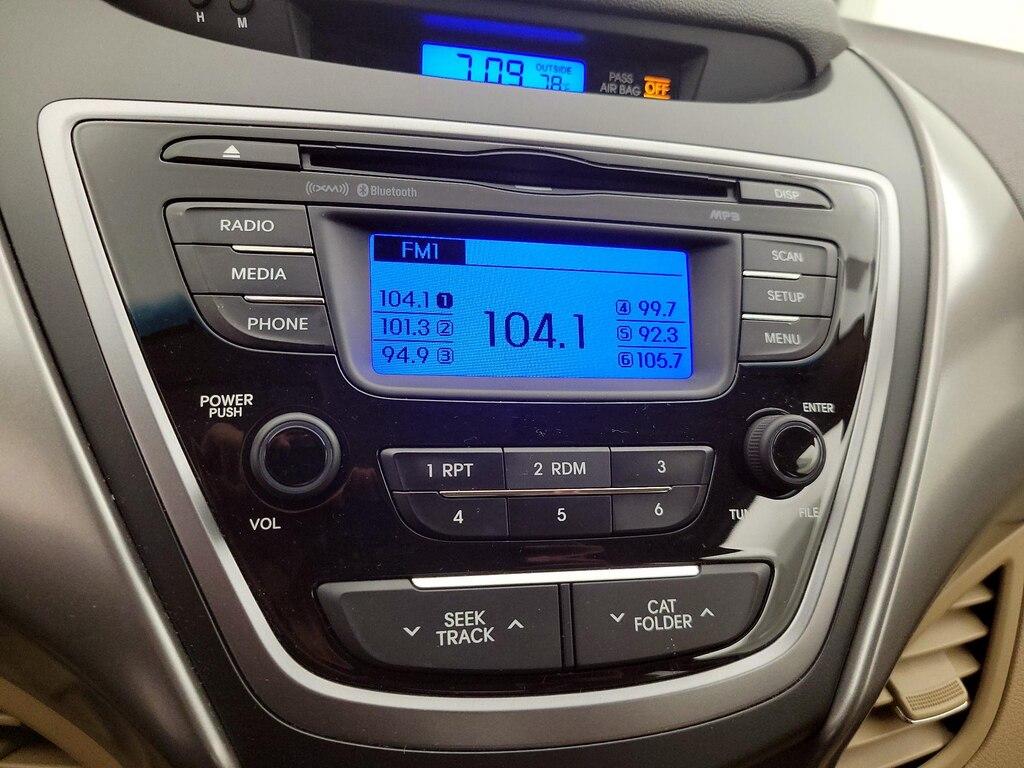 H M
7:09 OUTSIDE 78°F
PASS
AIR BAG OFF
((XM)) Bluetooth
DISP
MP3
RADIO
MEDIA
PHONE
FM1
104.1 1
101.3 2
94.9 3
104.1
4 99.7
5 92.3
6 105.7
SCAN
SETUP
MENU
POWER
PUSH
VOL
1 RPT 2 RDM 3
4 5 6
ENTER
FILE
SEEK
TRACK
CAT
FOLDER